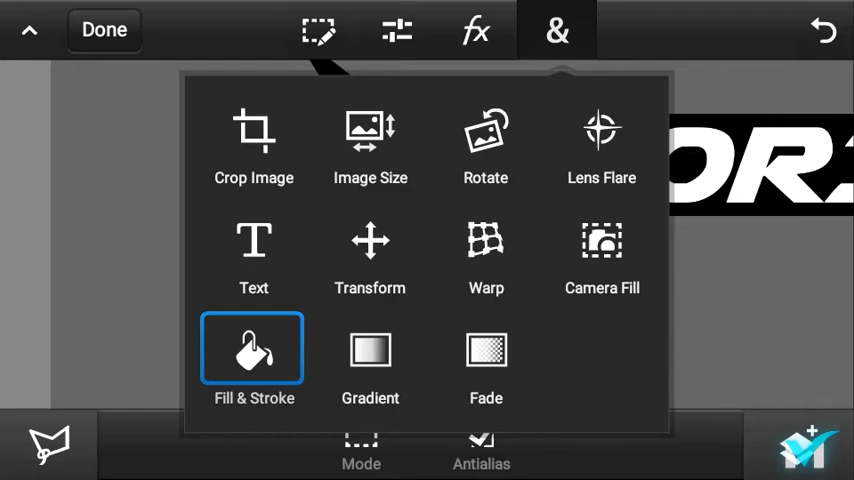 Done
fx
&
Crop Image
Image Size
Rotate
Lens Flare
T
Text
Transform
Warp
Camera Fill
Fill & Stroke
Gradient
Fade
Mode
Antialias